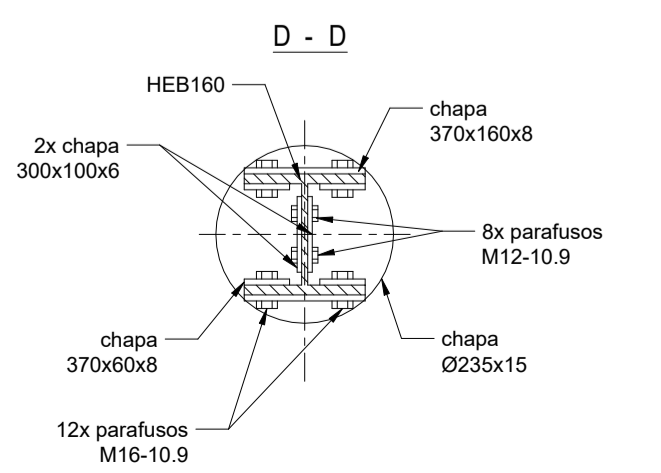 D - D
HEB160
chapa
370x160x8
2x chapa
300x100x6
8x parafusos
M12-10.9
chapa
370x60x8
chapa
Ø235x15
12x parafusos
M16-10.9